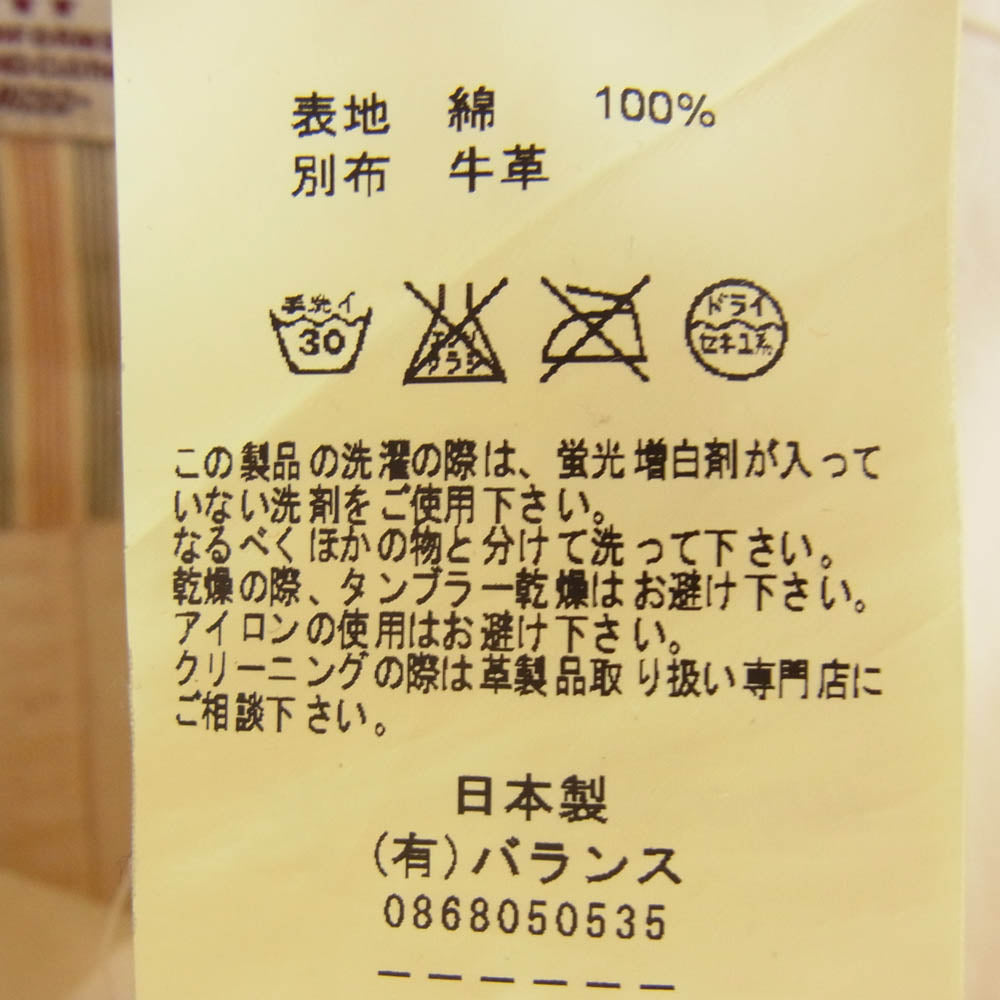 表地 綿 100%
別布 牛革
手洗イ
30
エンソ
サラシ
ドライ
セキユ系
この製品の洗濯の際は、蛍光増白剤が入って
いない洗剤をご使用下さい。
なるべくほかの物と分けて洗って下さい。
乾燥の際、タンブラー乾燥はお避け下さい。
アイロンの使用はお避け下さい。
クリーニングの際は革製品取り扱い専門店に
ご相談下さい。
日本製
(有)バランス
0868050535